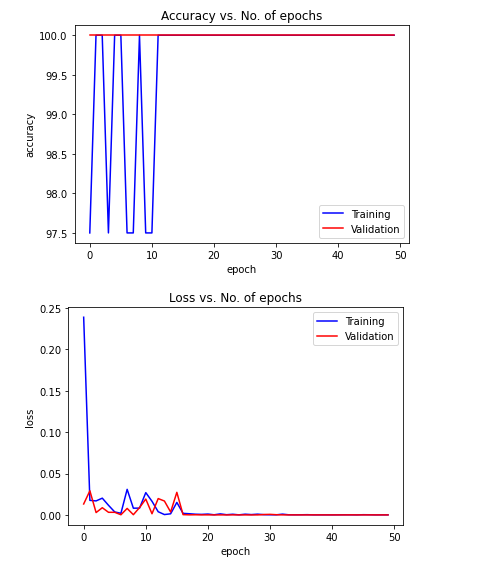 Accuracy vs. No. of epochs
100.0
99.5
99.0
98.5
98.0
97.5
accuracy
Training
Validation
0 10 20 30 40 50
epoch
Loss vs. No. of epochs
0.25
0.20
0.15
0.10
0.05
0.00
loss
Training
Validation
0 10 20 30 40 50
epoch